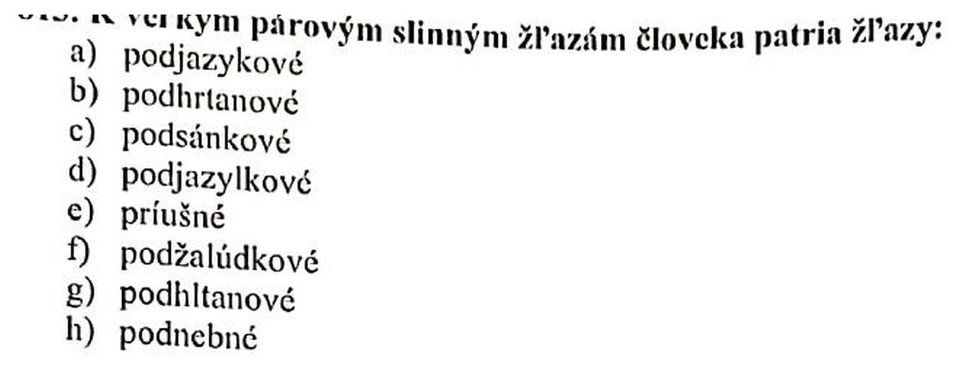 K veľkým párovým slinným žľazám človeka patria žľazy:
a) podjazykové
b) podhrtanové
c) podsánkové
d) podjazylkové
e) príušné
f) podžalúdkové
g) podhltanové
h) podnebné